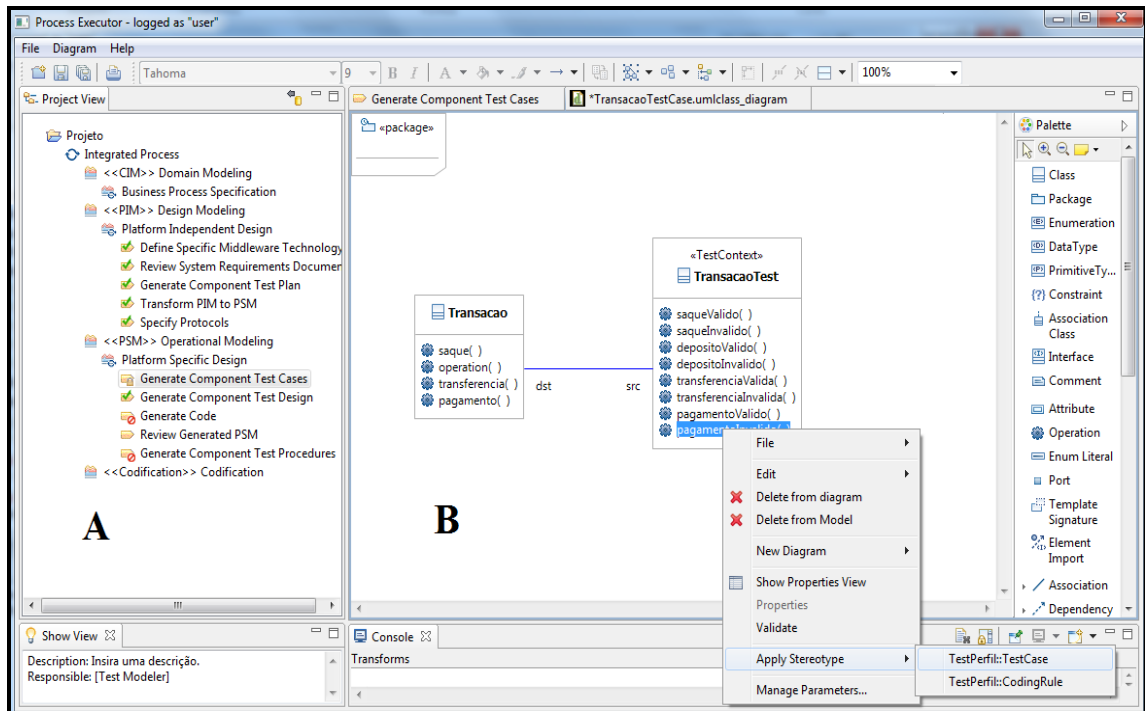 Process Executor - logged as "user"
File Diagram Help
Tahoma 9 B I A 100%
Project View
Projeto
Integrated Process
<<CIM>> Domain Modeling
Business Process Specification
<<PIM>> Design Modeling
Platform Independent Design
Define Specific Middleware Technology
Review System Requirements Documer
Generate Component Test Plan
Transform PIM to PSM
Specify Protocols
<<PSM>> Operational Modeling
Platform Specific Design
Generate Component Test Cases
Generate Component Test Design
Generate Code
Review Generated PSM
Generate Component Test Procedures
<<Codification>> Codification
A
Show View
Description: Insira uma descrição.
Responsible: [Test Modeler]
Generate Component Test Cases
*TransacaoTestCase.umlclass_diagram
«package»
Transacao
saque( )
operation( )
transferencia( )
pagamento( )
dst
src
«TestContext»
TransacaoTest
saqueValido( )
saqueInvalido( )
depositoValido( )
depositoInvalido( )
transferenciaValida( )
transferenciaInvalida( )
pagamentoValido( )
pagamentoInvalido( )
B
File
Edit
Delete from diagram
Delete from Model
New Diagram
Show Properties View
Properties
Validate
Apply Stereotype
Manage Parameters...
TestPerfil::TestCase
TestPerfil::CodingRule
Console
Transforms
Palette
Class
Package
Enumeration
DataType
PrimitiveTy...
Constraint
Association
Class
Interface
Comment
Attribute
Operation
Enum Literal
Port
Template
Signature
Element
Import
Association
Dependency